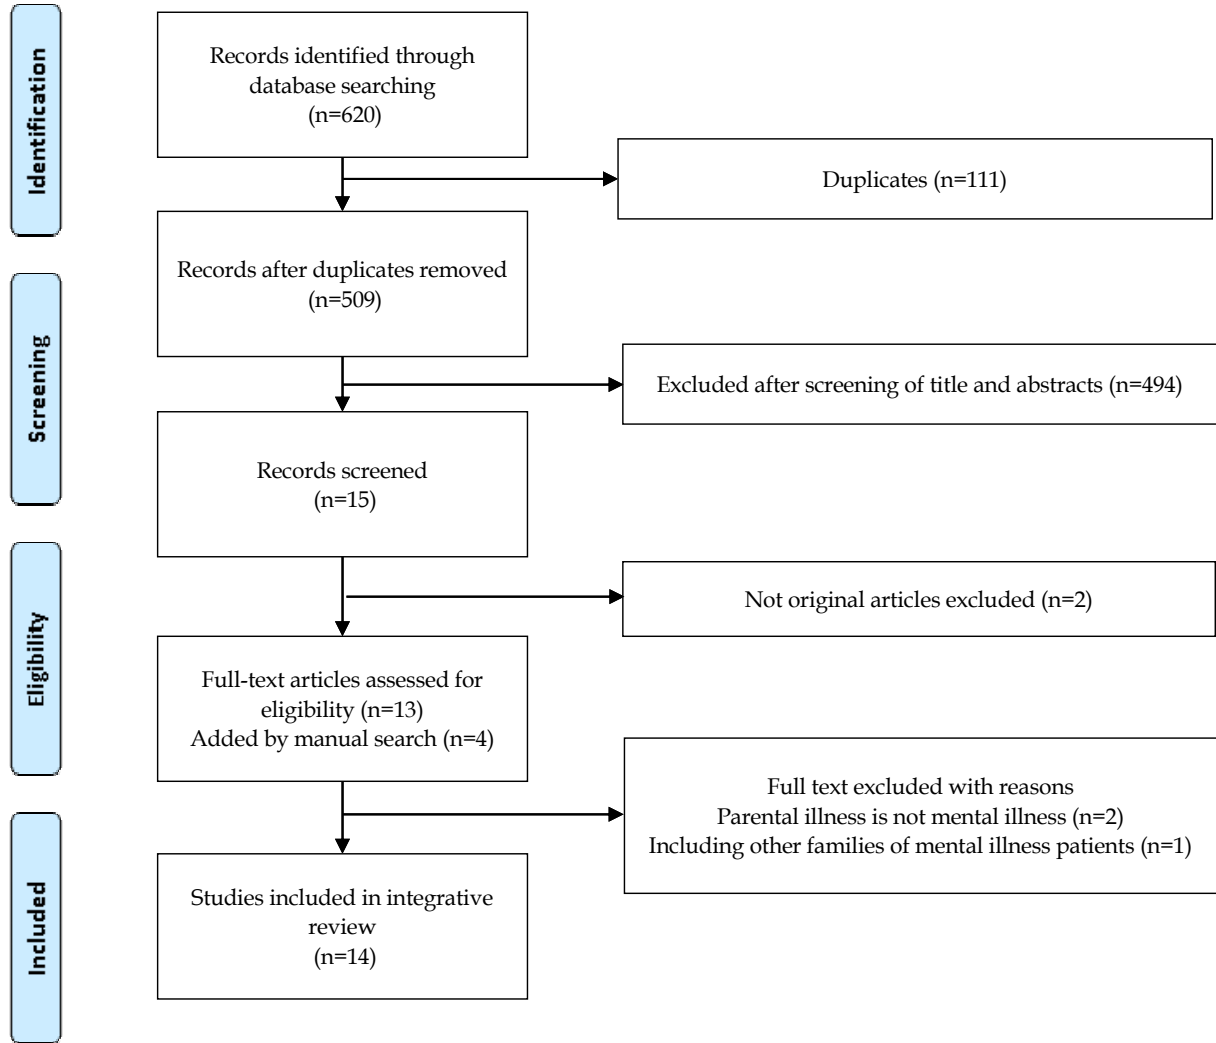 Identification
Records identified through
database searching
(n=620)
Duplicates (n=111)
Records after duplicates removed
(n=509)
Screening
Excluded after screening of title and abstracts (n=494)
Records screened
(n=15)
Eligibility
Not original articles excluded (n=2)
Full-text articles assessed for
eligibility (n=13)
Added by manual search (n=4)
Full text excluded with reasons
Parental illness is not mental illness (n=2)
Including other families of mental illness patients (n=1)
Included
Studies included in integrative
review
(n=14)